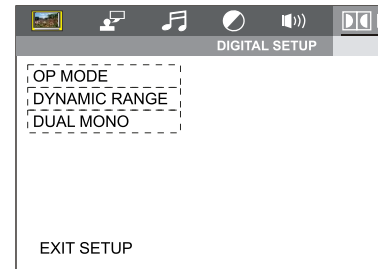 DIGITAL SETUP
OP MODE
DYNAMIC RANGE
DUAL MONO
EXIT SETUP